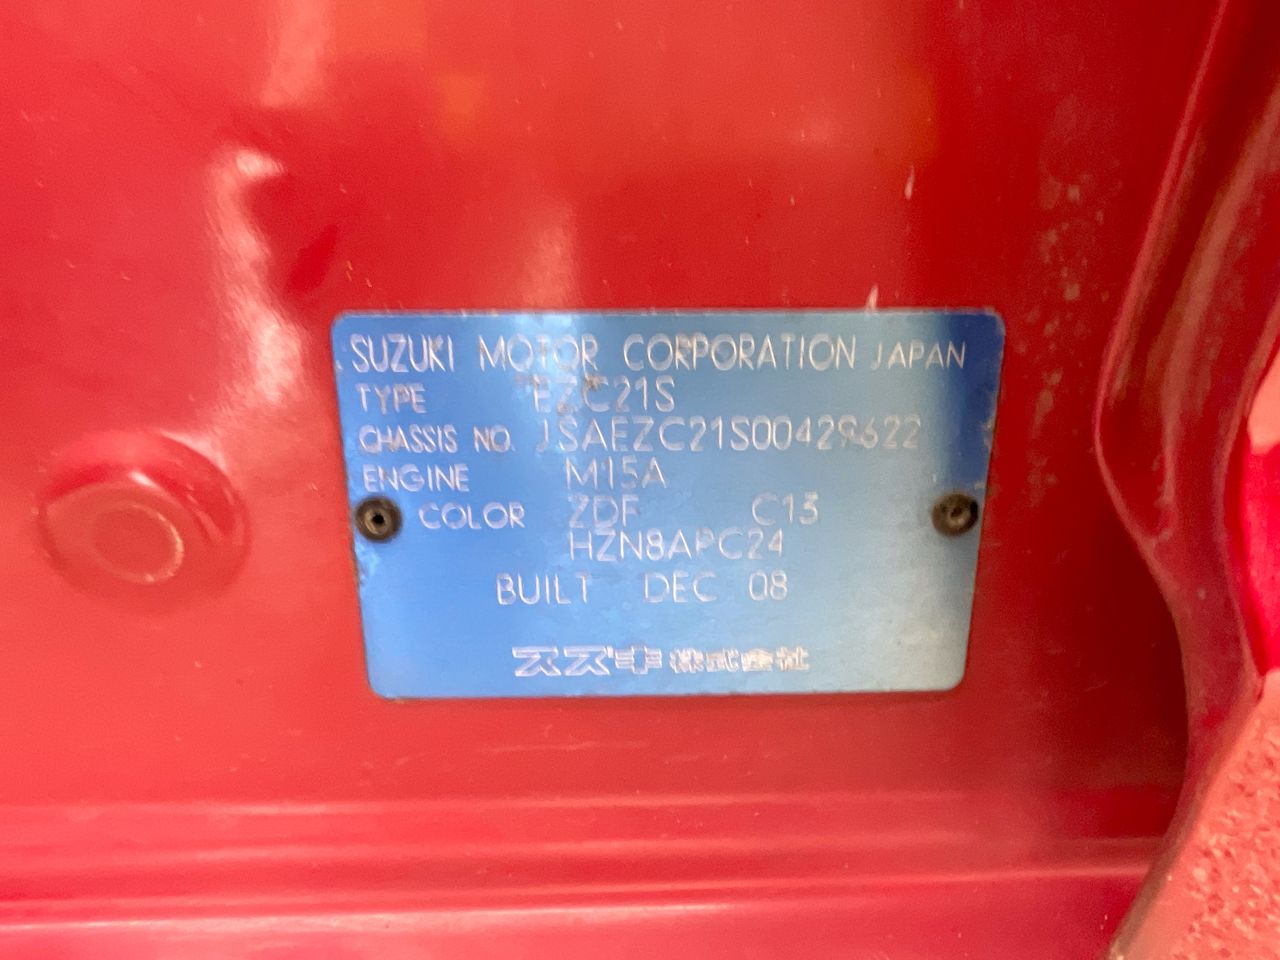 SUZUKI MOTOR CORPORATION JAPAN
TYPE EZC21S
CHASSIS NO. JSAEZC21S00429622
ENGINE M15A
COLOR ZDF C13
HZN8APC24
BUILT DEC 08
スズキ株式会社